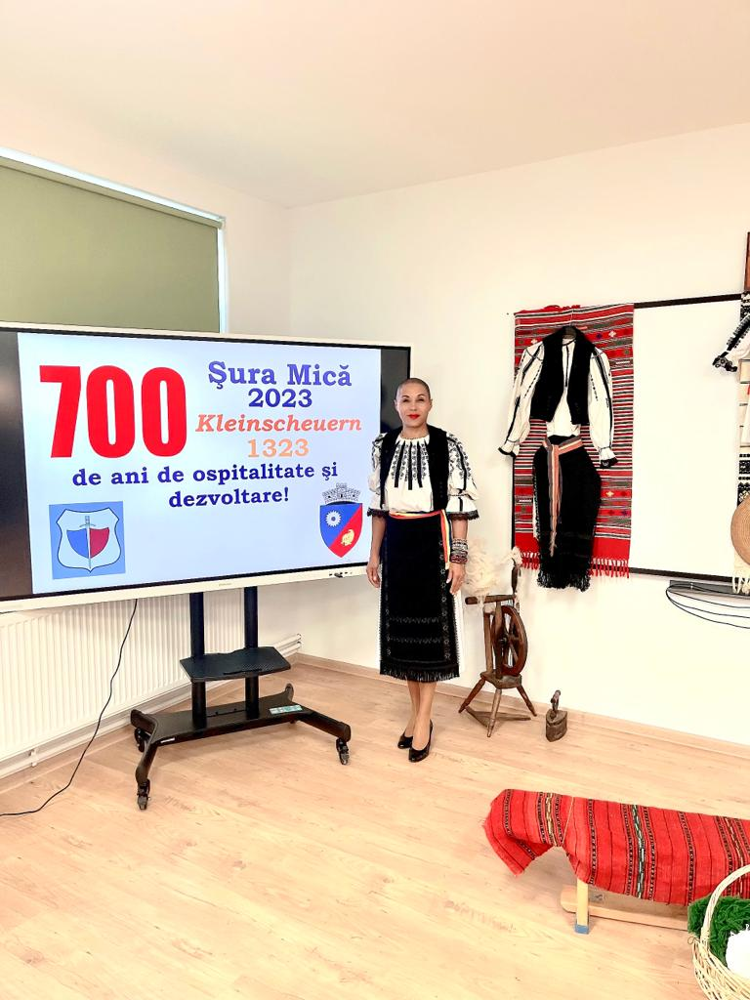 700
Şura Mică
2023
Kleinscheuern
1323
de ani de ospitalitate şi
dezvoltare!